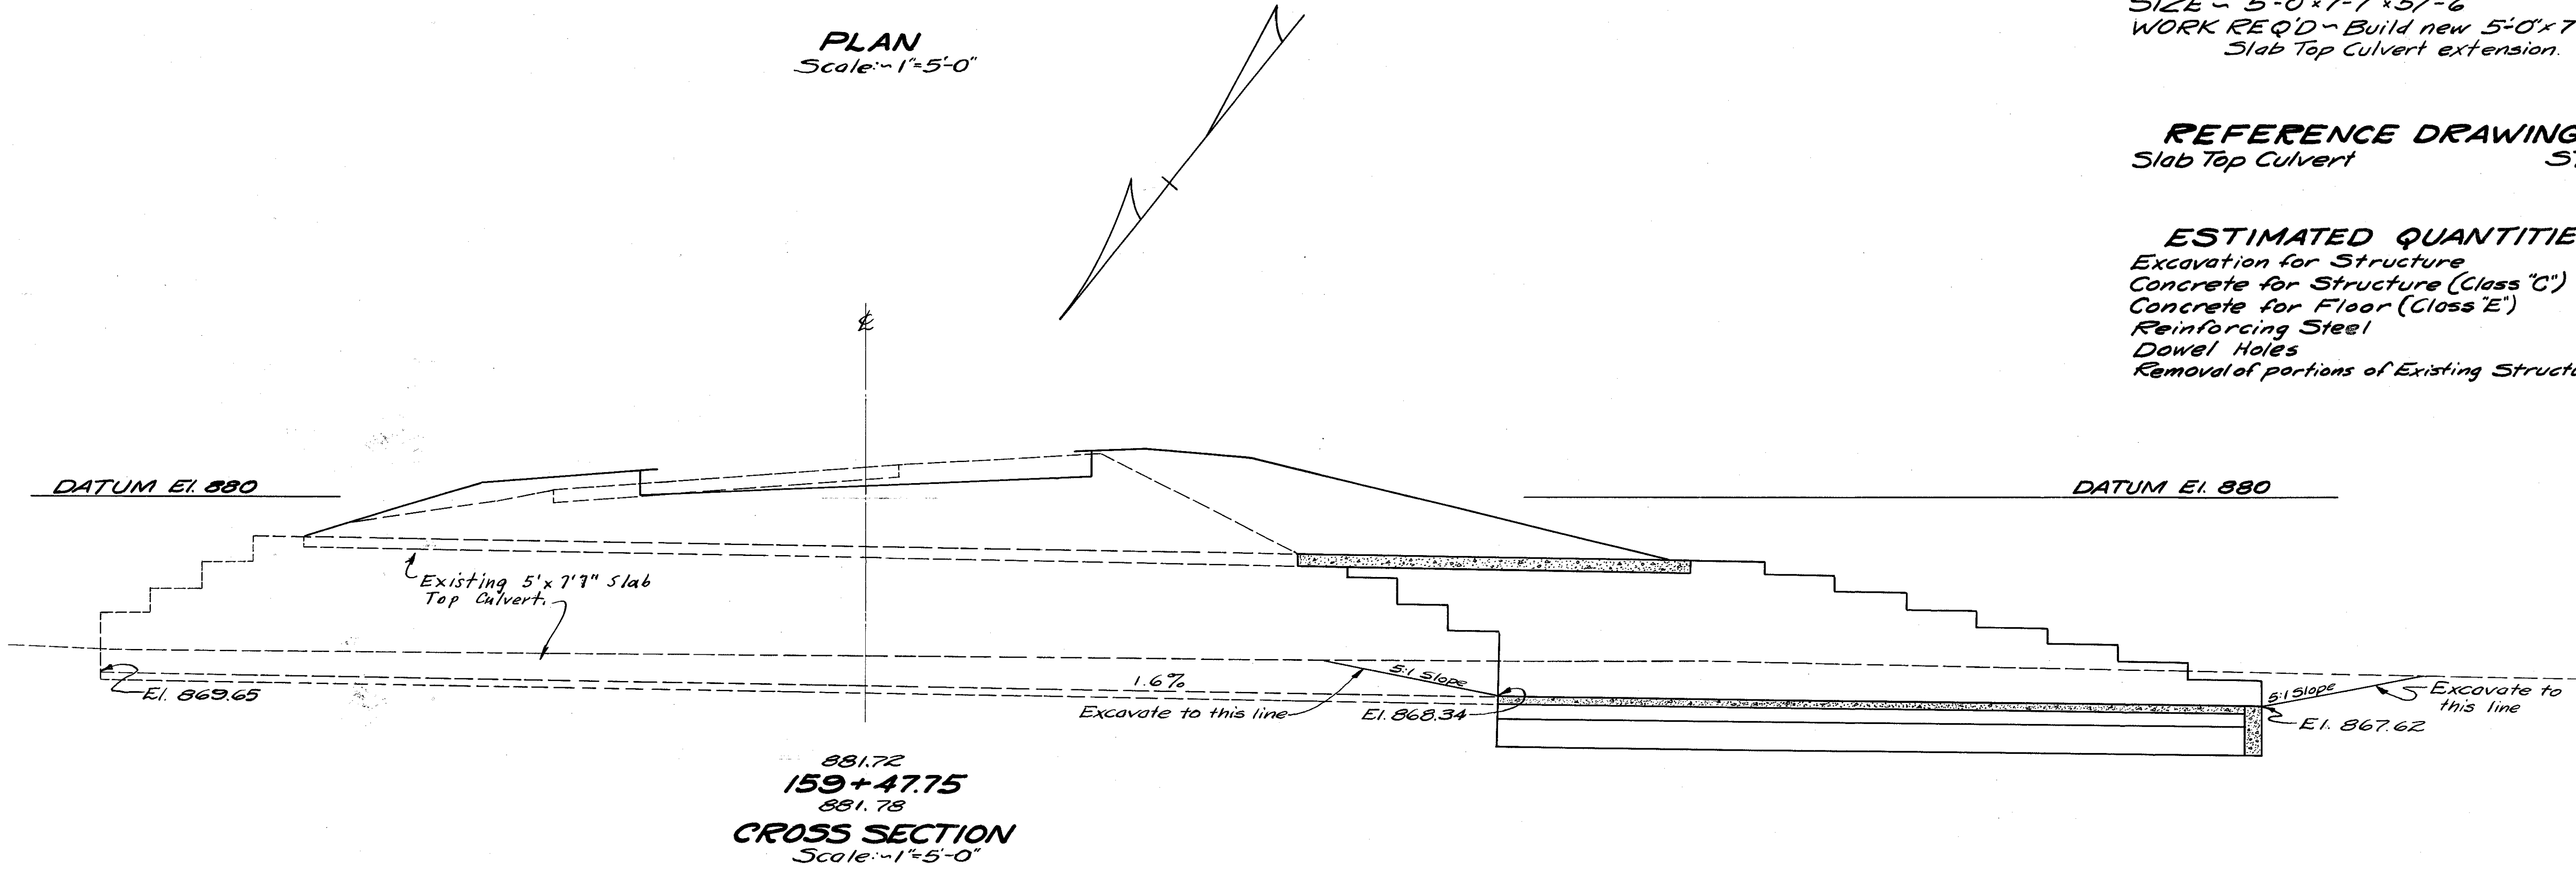 PLAN
Scale:~1"=5'-0"
SIZE ~ 5'-0"x7'-7"x57'-6"
WORK REQ'D ~ Build new 5'-0"x7
Slab Top Culvert extension.
REFERENCE DRAWING
Slab Top Culvert
ESTIMATED QUANTITIE
Excavation for Structure
Concrete for Structure (Class "C")
Concrete for Floor (Class "E")
Reinforcing Steel
Dowel Holes
Removal of portions of Existing Struct
℄
DATUM El. 880
DATUM El. 880
Existing 5'x7'7" Slab
Top Culvert.
El. 869.65
1.6%
5:1 Slope
Excavate to this line
El. 868.34
5:1 Slope
Excavate to
this line
El. 867.62
881.72
159+47.75
881.78
CROSS SECTION
Scale:~1"=5'-0"